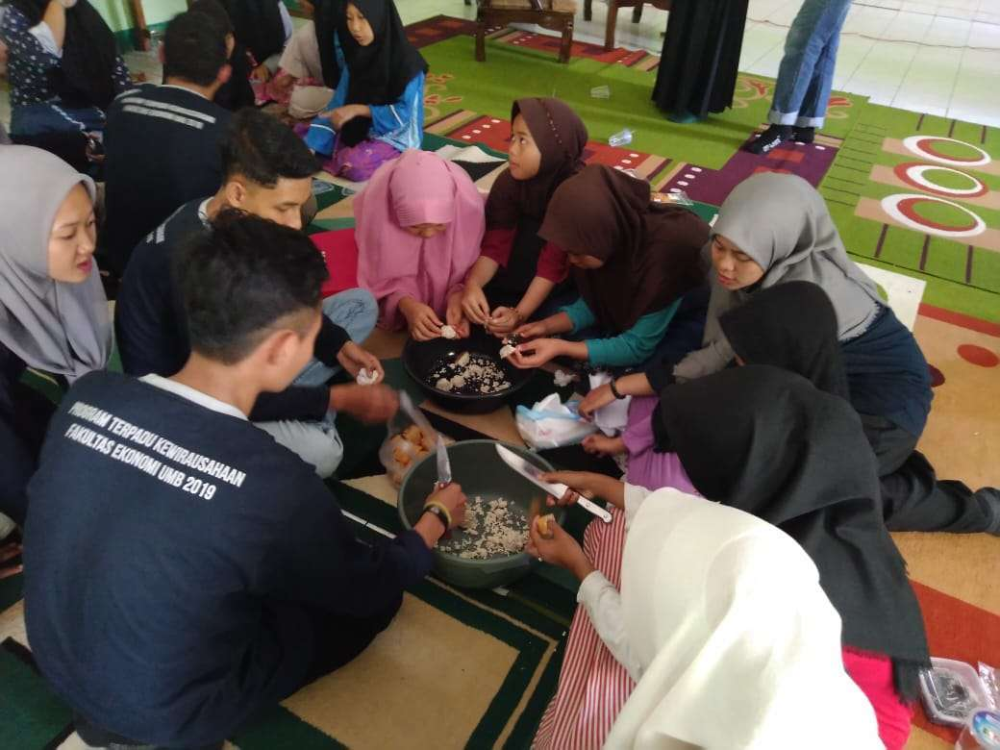 PROGRAM TERPADU KEWIRAUSAHAAN
FAKULTAS EKONOMI UMB 2019